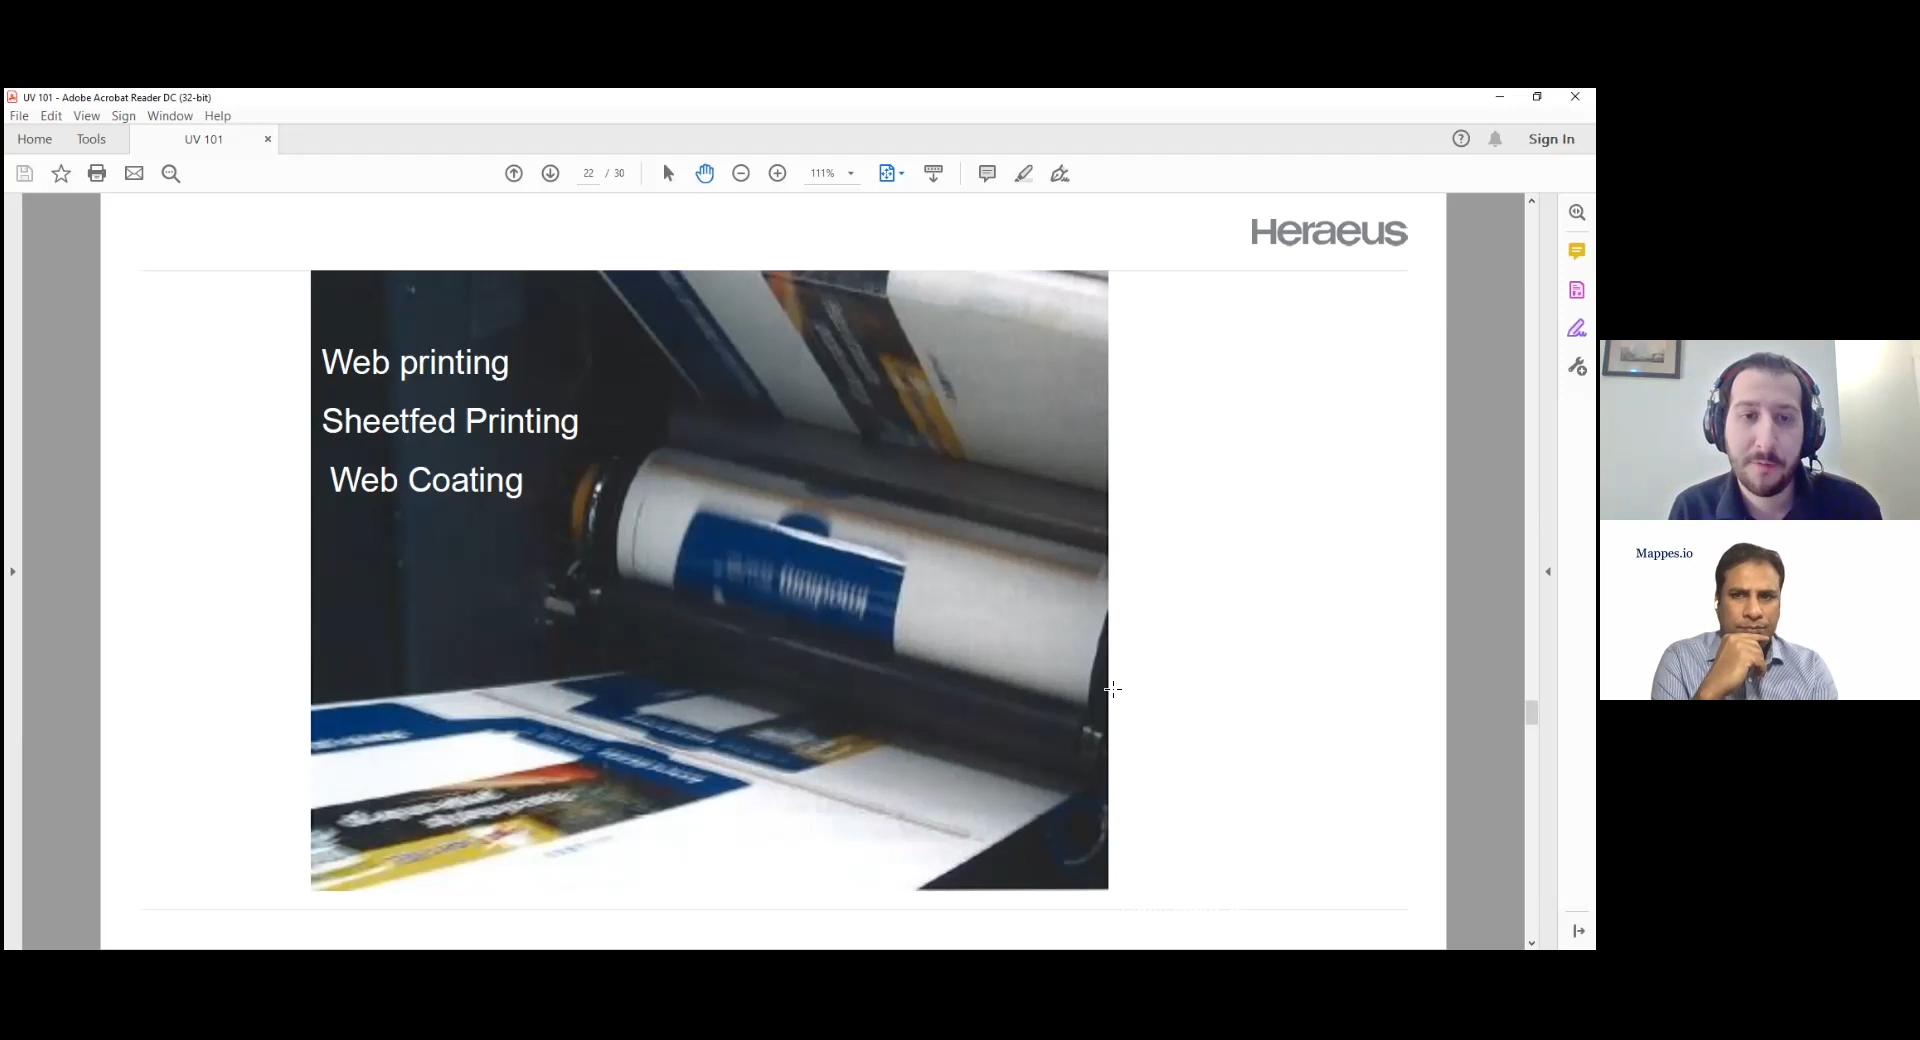 UV 101 - Adobe Acrobat Reader DC (32-bit)
File Edit View Sign Window Help
Home Tools UV 101 Sign In
22 / 30 111%
Heraeus
Web printing
Sheetfed Printing
Web Coating
Mappes.io